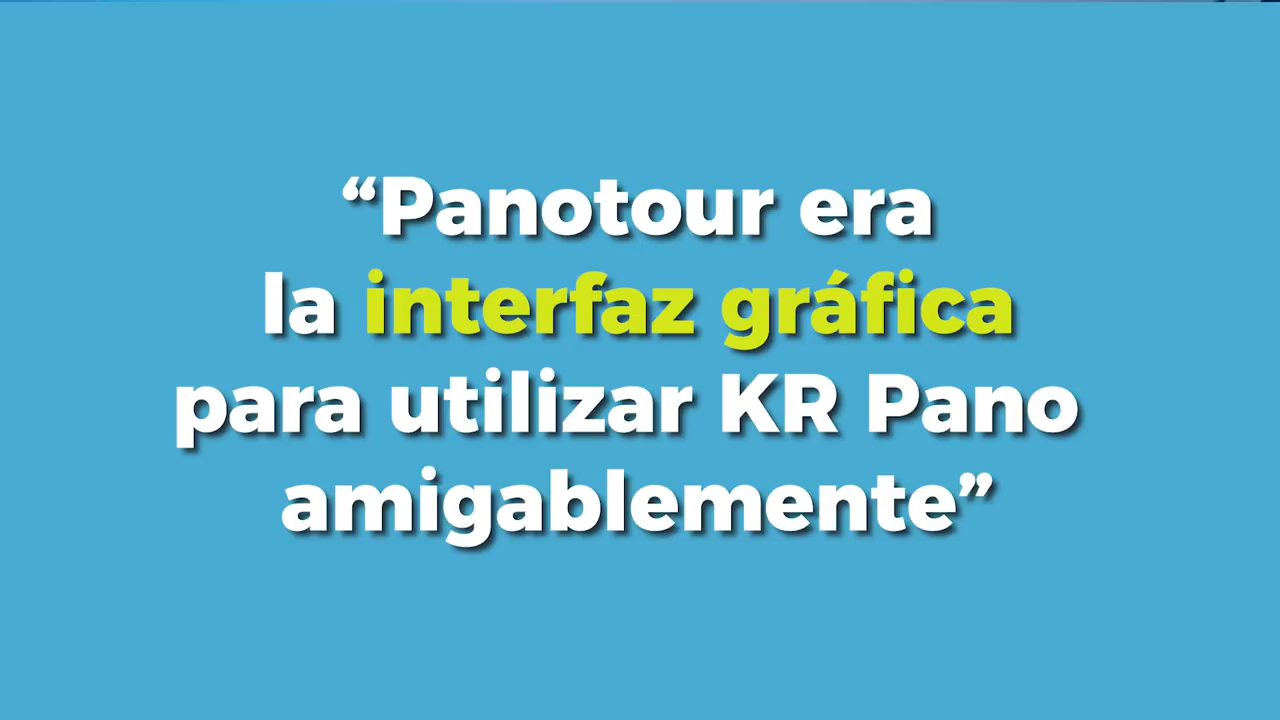 “Panotour era
la interfaz gráfica
para utilizar KR Pano
amigablemente”